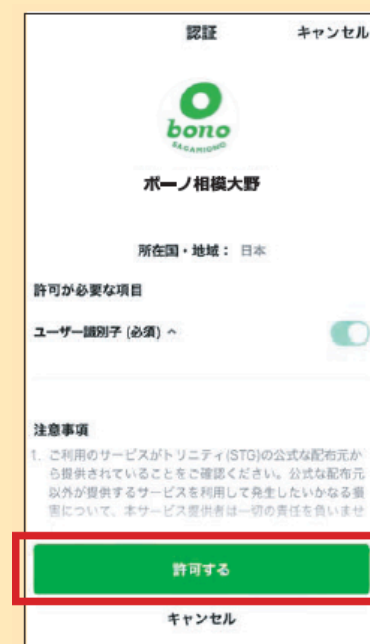 認証
キャンセル
bono
SAGAMIONO
ボーノ相模大野
所在国・地域： 日本
許可が必要な項目
ユーザー識別子 (必須) ^
注意事項
1. ご利用のサービスがトリニティ(STG)の公式な配布元か
ら提供されていることをご確認ください。公式な配布元
以外が提供するサービスを利用して発生したいかなる損
害について、本サービス提供者は一切の責任を負いませ
許可する
キャンセル